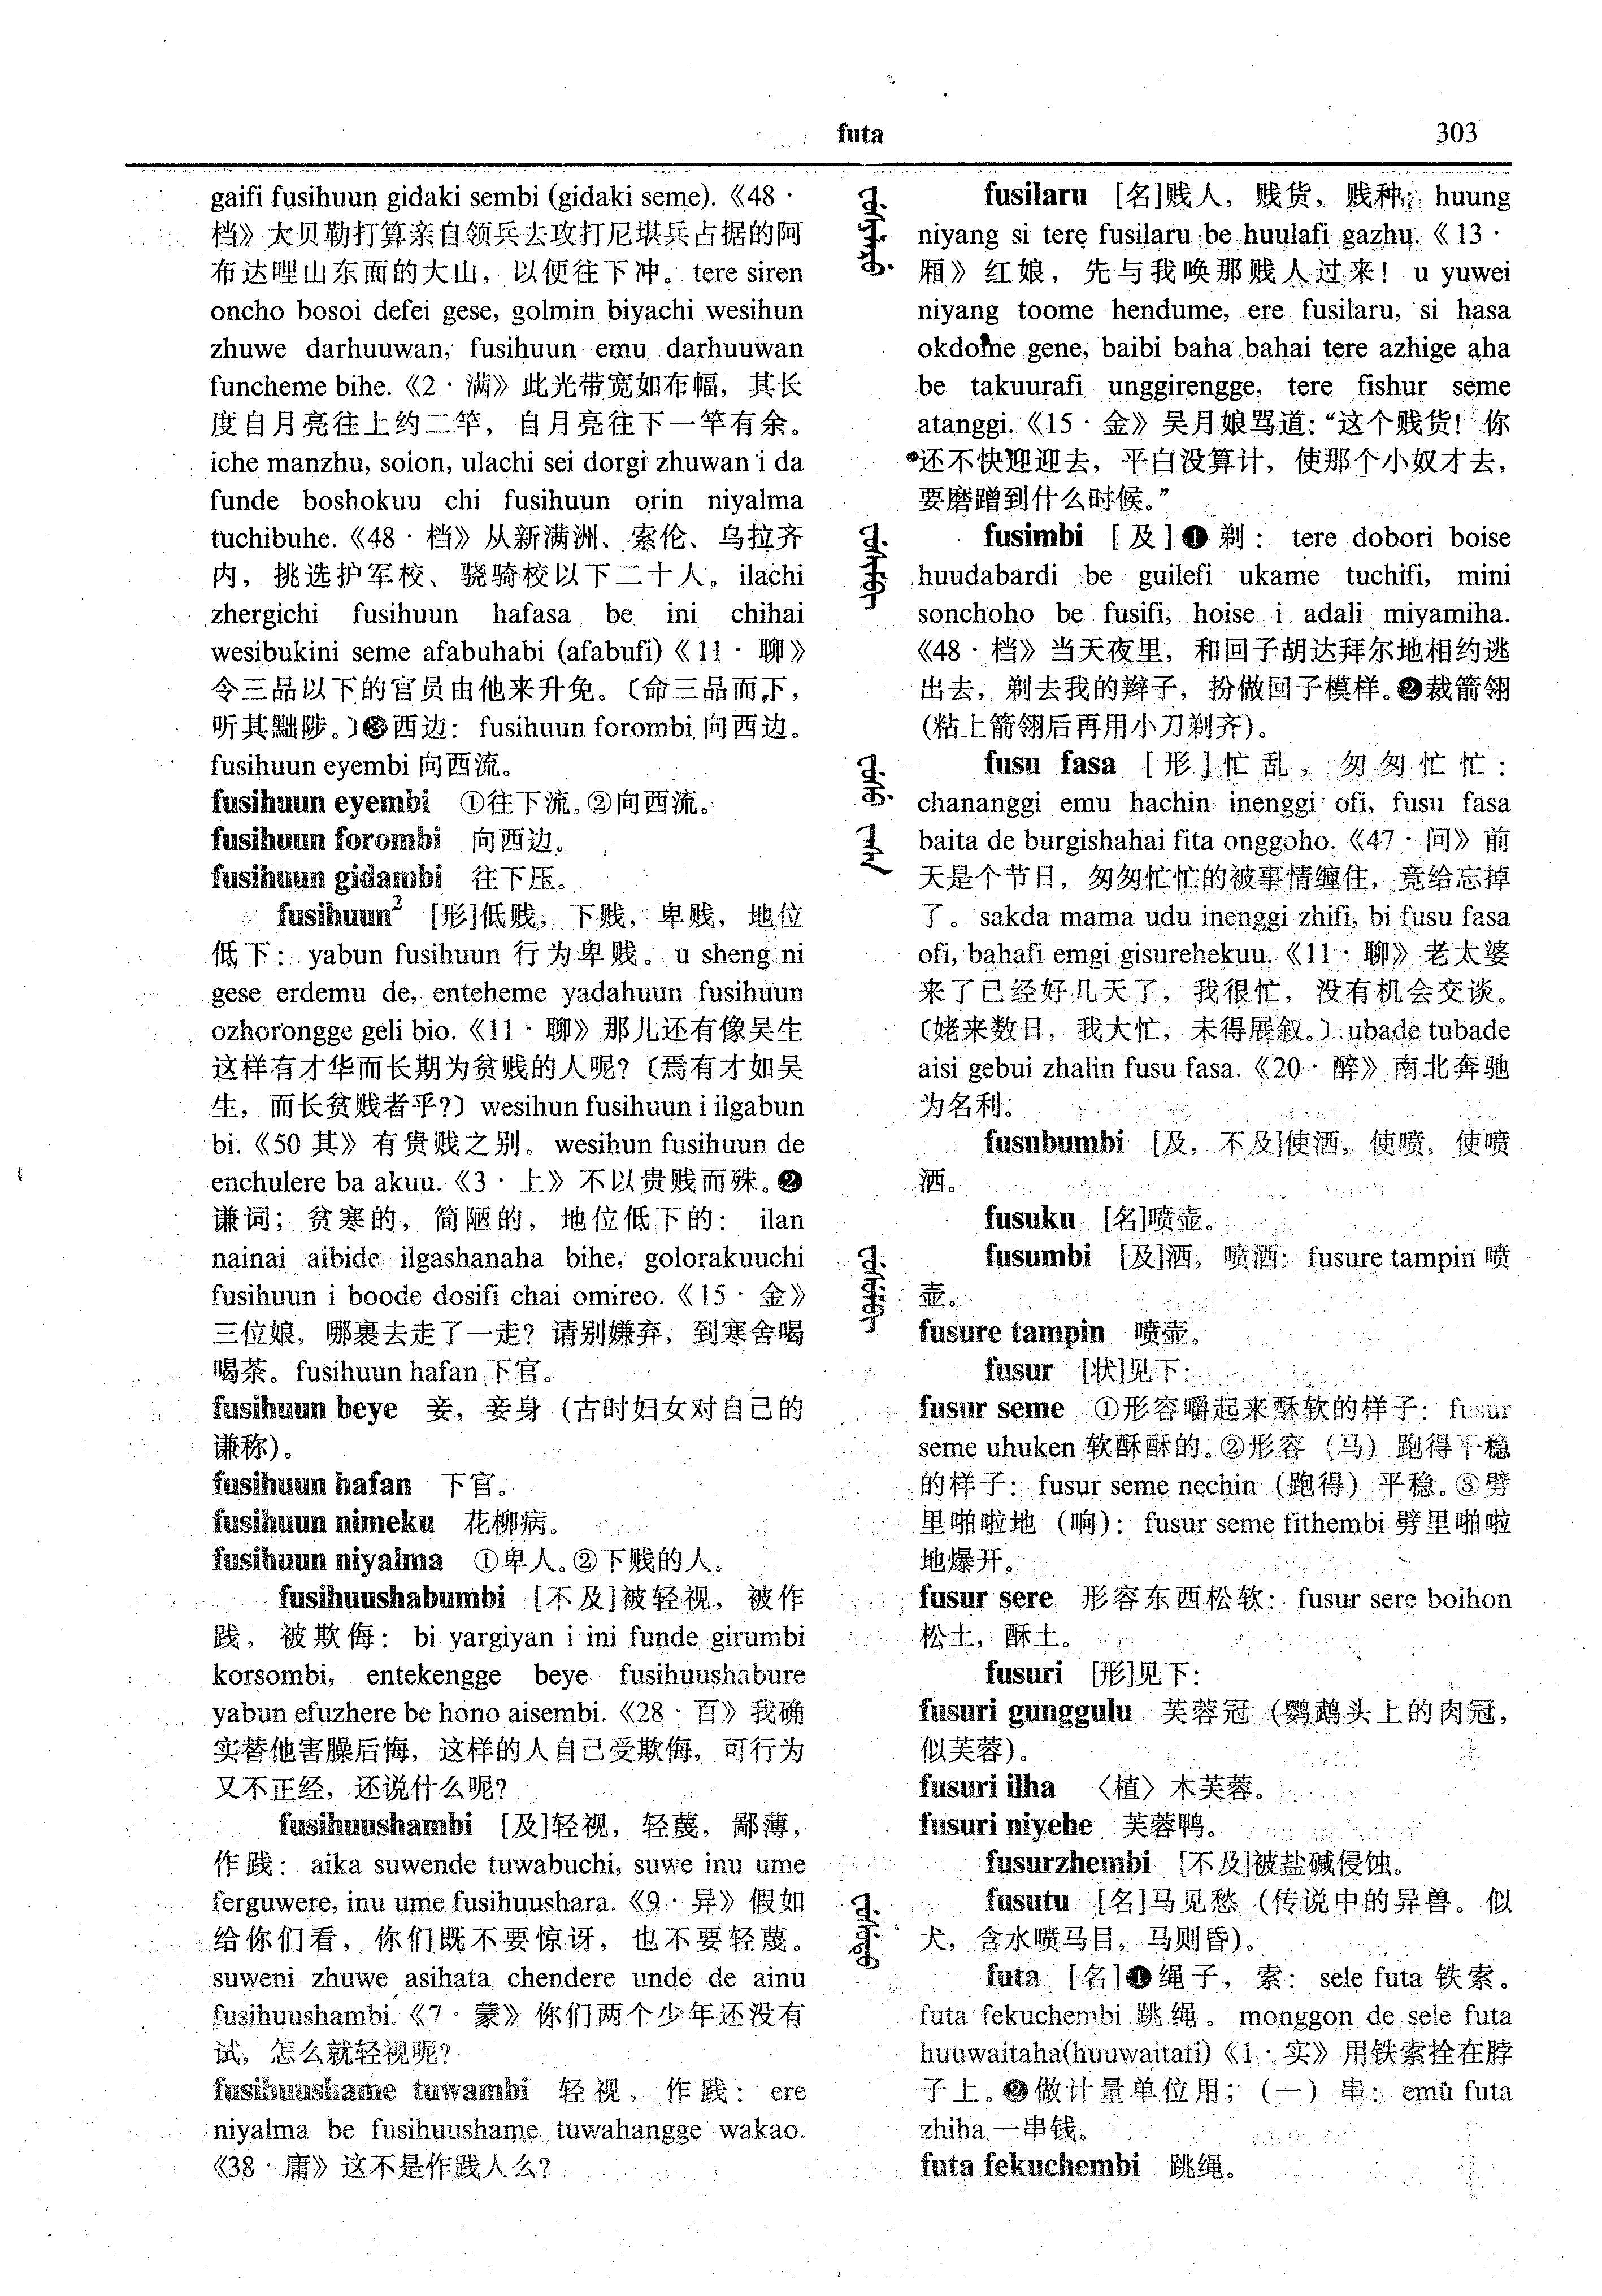 futa
303
gaifi fusihuun gidaki sembi (gidaki seme).《48 ·
档》大贝勒打算亲自领兵去攻打尼堪兵占据的阿
布达哩山东面的大山，以便往下冲。tere siren
oncho bosoi defei gese, golmin biyachi wesihun
zhuwe darhuuwan, fusihuun emu darhuuwan
funcheme bihe.《2 · 满》此光带宽如布幅，其长
度自月亮往上约二竿，自月亮往下一竿有余。
iche manzhu, solon, ulachi sei dorgi zhuwan i da
funde boshokuu chi fusihuun orin niyalma
tuchibuhe.《48 · 档》从新满洲、索伦、乌拉齐
内，挑选护军校、骁骑校以下二十人。ilachi
zhergichi fusihuun hafasa be ini chihai
wesibukini seme afabuhabi (afabufi)《11 · 聊》
令三品以下的官员由他来升免。〔命三品而下，
听其黜陟。〕❸西边：fusihuun forombi 向西边。
fusihuun eyembi 向西流。
fusihuun eyembi ①往下流。②向西流。
fusihuun forombi 向西边。
fusihuun gidambi 往下压。
fusihuun² [形]低贱，下贱，卑贱，地位
低下：yabun fusihuun 行为卑贱。u sheng ni
gese erdemu de, enteheme yadahuun fusihuun
ozhorongge geli bio.《11 · 聊》那儿还有像吴生
这样有才华而长期为贫贱的人呢？〔焉有才如吴
生，而长贫贱者乎?〕wesihun fusihuun i ilgabun
bi.《50 其》有贵贱之别。wesihun fusihuun de
enchulere ba akuu.《3 · 上》不以贵贱而殊。❷
谦词；贫寒的，简陋的，地位低下的：ilan
nainai aibide ilgashanaha bihe, golorakuuchi
fusihuun i boode dosifi chai omireo.《15 · 金》
三位娘，哪裹去走了一走？请别嫌弃，到寒舍喝
喝茶。fusihuun hafan 下官。
fusihuun beye 妾，妾身（古时妇女对自己的
谦称）。
fusihuun hafan 下官。
fusihuun nimeku 花柳病。
fusihuun niyalma ①卑人。②下贱的人。
fusihuushabumbi [不及]被轻视，被作
践，被欺侮：bi yargiyan i ini funde girumbi
korsombi, entekengge beye fusihuushabure
yabun efuzhere be hono aisembi.《28 · 百》我确
实替他害臊后悔，这样的人自己受欺侮，可行为
又不正经，还说什么呢？
fusihuushambi [及]轻视，轻蔑，鄙薄，
作践：aika suwende tuwabuchi, suwe inu ume
ferguwere, inu ume fusihuushara.《9 · 异》假如
给你们看，你们既不要惊讶，也不要轻蔑。
suweni zhuwe asihata chendere unde de ainu
fusihuushambi.《7 · 蒙》你们两个少年还没有
试，怎么就轻视呢？
fusihuushame tuwambi 轻视，作践：ere
niyalma be fusihuushame tuwahangge wakao.
《38 · 庸》这不是作践人么？
fusilaru [名]贱人，贱货，贱种：huung
niyang si tere fusilaru be huulafi gazhu.《13 ·
厢》红娘，先与我唤那贱人过来！u yuwei
niyang toome hendume, ere fusilaru, si hasa
okdome gene, baibi baha bahai tere azhige aha
be takuurafi unggirengge, tere fishur seme
atanggi.《15 · 金》吴月娘骂道：“这个贱货！你
还不快迎迎去，平白没算计，使那个小奴才去，
要磨蹭到什么时候。”
fusimbi [及]❶剃：tere dobori boise
huudabardi be guilefi ukame tuchifi, mini
sonchoho be fusifi, hoise i adali miyamiha.
《48 · 档》当天夜里，和回子胡达拜尔地相约逃
出去，剃去我的辫子，扮做回子模样。❷裁箭翎
（粘上箭翎后再用小刀剃齐）。
fusu fasa [形]忙乱，匆匆忙忙：
chananggi emu hachin inenggi ofi, fusu fasa
baita de burgishahai fita onggoho.《47 · 问》前
天是个节日，匆匆忙忙的被事情缠住，竟给忘掉
了。sakda mama udu inenggi zhifi, bi fusu fasa
ofi, bahafi emgi gisurehekuu.《11 · 聊》老太婆
来了已经好几天了，我很忙，没有机会交谈。
〔姥来数日，我大忙，未得展叙。〕ubade tubade
aisi gebui zhalin fusu fasa.《20 · 醉》南北奔驰
为名利。
fusubumbi [及，不及]使洒，使喷，使喷
洒。
fusuku [名]喷壶。
fusumbi [及]洒，喷洒：fusure tampin 喷
壶。
fusure tampin 喷壶。
fusur [状]见下：
fusur seme ①形容嚼起来酥软的样子：fusur
seme uhuken 软酥酥的。②形容（马）跑得平稳
的样子：fusur seme nechin（跑得）平稳。③劈
里啪啦地（响）：fusur seme fithembi 劈里啪啦
地爆开。
fusur sere 形容东西松软：fusur sere boihon
松土，酥土。
fusuri [形]见下：
fusuri gunggulu 芙蓉冠（鹦鹉头上的肉冠，
似芙蓉）。
fusuri ilha 〈植〉木芙蓉。
fusuri niyehe 芙蓉鸭。
fusurzhembi [不及]被盐碱侵蚀。
fusutu [名]马见愁（传说中的异兽。似
犬，含水喷马目，马则昏）。
futa [名]❶绳子，索：sele futa 铁索。
futa fekuchembi 跳绳。monggon de sele futa
huuwaitaha(huuwaitafi)《1 · 实》用铁索拴在脖
子上。❷做计量单位用；（一）串：emu futa
zhiha 一串钱。
futa fekuchembi 跳绳。